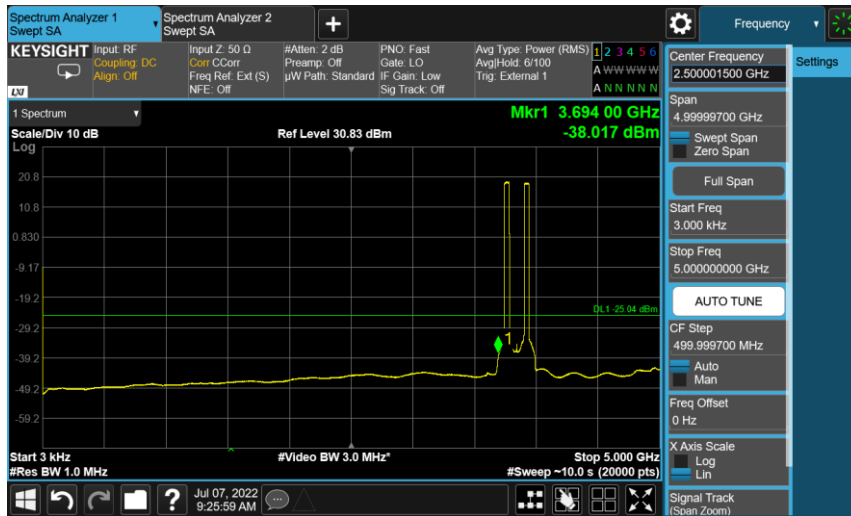 Spectrum Analyzer 1
Swept SA
Spectrum Analyzer 2
Swept SA
Frequency
KEYSIGHT
LXI
Input: RF
Coupling: DC
Align: Off
Input Z: 50 Ω
Corr CCorr
Freq Ref: Ext (S)
NFE: Off
#Atten: 2 dB
Preamp: Off
µW Path: Standard
PNO: Fast
Gate: LO
IF Gain: Low
Sig Track: Off
Avg Type: Power (RMS)
Avg|Hold: 6/100
Trig: External 1
1 2 3 4 5 6
A W W W W W
A N N N N N
1 Spectrum
Scale/Div 10 dB
Log
Ref Level 30.83 dBm
Mkr1 3.694 00 GHz
-38.017 dBm
20.8
10.8
0.830
-9.17
-19.2
-29.2
-39.2
-49.2
-59.2
DL1 -25.04 dBm
1
Start 3 kHz
#Res BW 1.0 MHz
#Video BW 3.0 MHz*
Stop 5.000 GHz
#Sweep ~10.0 s (20000 pts)
Center Frequency
2.500001500 GHz
Settings
Span
4.99999700 GHz
Swept Span
Zero Span
Full Span
Start Freq
3.000 kHz
Stop Freq
5.000000000 GHz
AUTO TUNE
CF Step
499.999700 MHz
Auto
Man
Freq Offset
0 Hz
X Axis Scale
Log
Lin
Signal Track
(Span Zoom)
?
Jul 07, 2022
9:25:59 AM